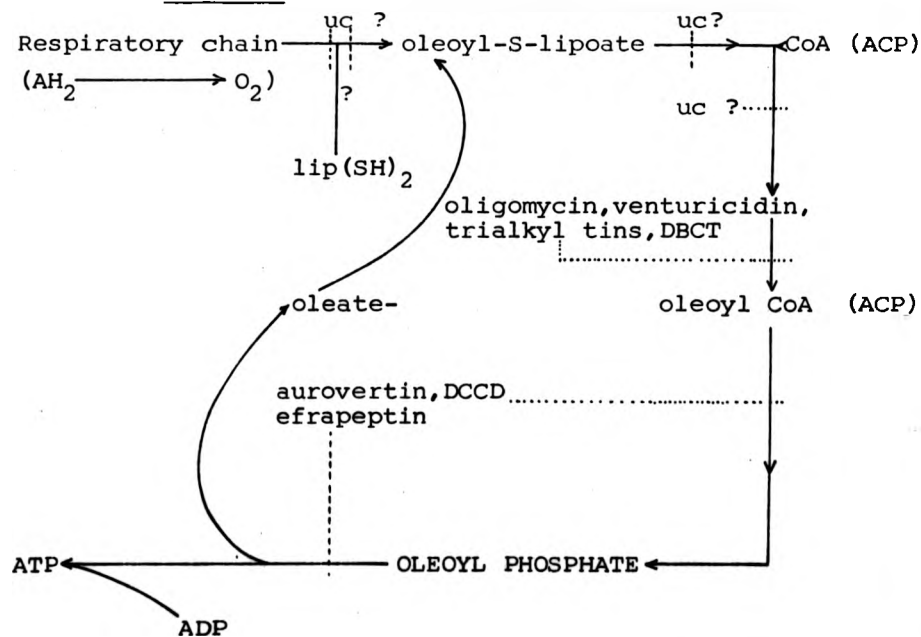 uc ?
uc?
Respiratory chain
oleoyl-S-lipoate
CoA (ACP)
(AH2
O2)
?
uc ?
lip(SH)2
oligomycin,venturicidin,
trialkyl tins,DBCT
oleate-
oleoyl CoA (ACP)
aurovertin,DCCD
efrapeptin
ATP
OLEOYL PHOSPHATE
ADP